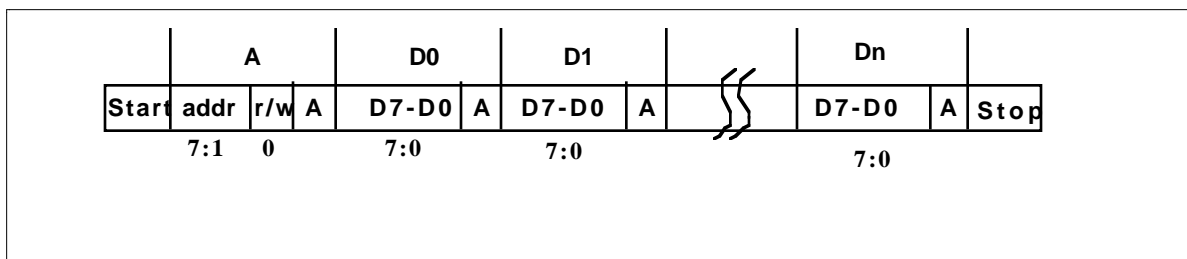 A D0 D1 Dn
Start addr r/w A D7-D0 A D7-D0 A D7-D0 A Stop
7:1 0 7:0 7:0 7:0